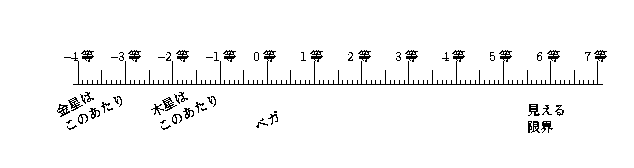 -4等 -3等 -2等 -1等 0等 1等 2等 3等 4等 5等 6等 7等
金星は
このあたり
木星は
このあたり
ベガ
見える
限界